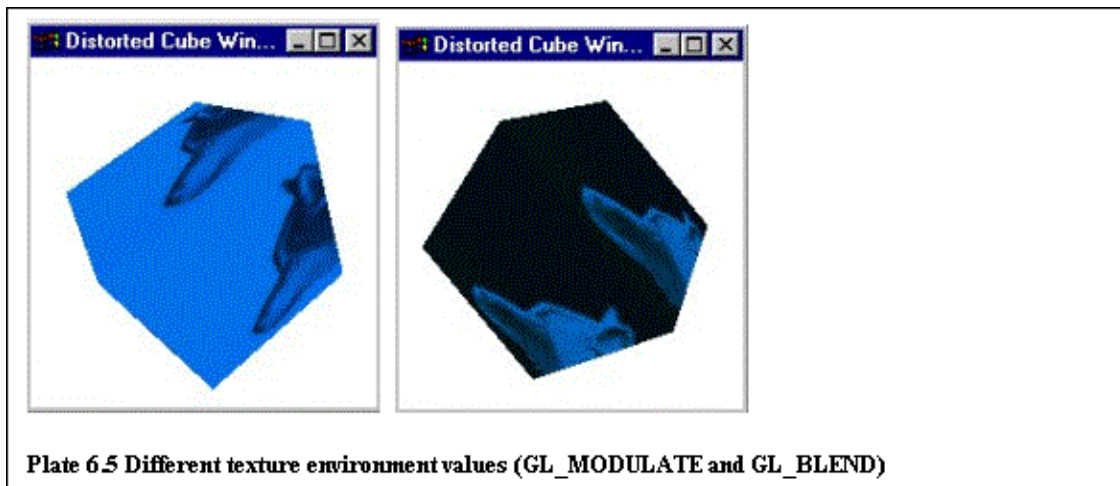 Distorted Cube Win...
Distorted Cube Win...
Plate 6.5 Different texture environment values (GL_MODULATE and GL_BLEND)